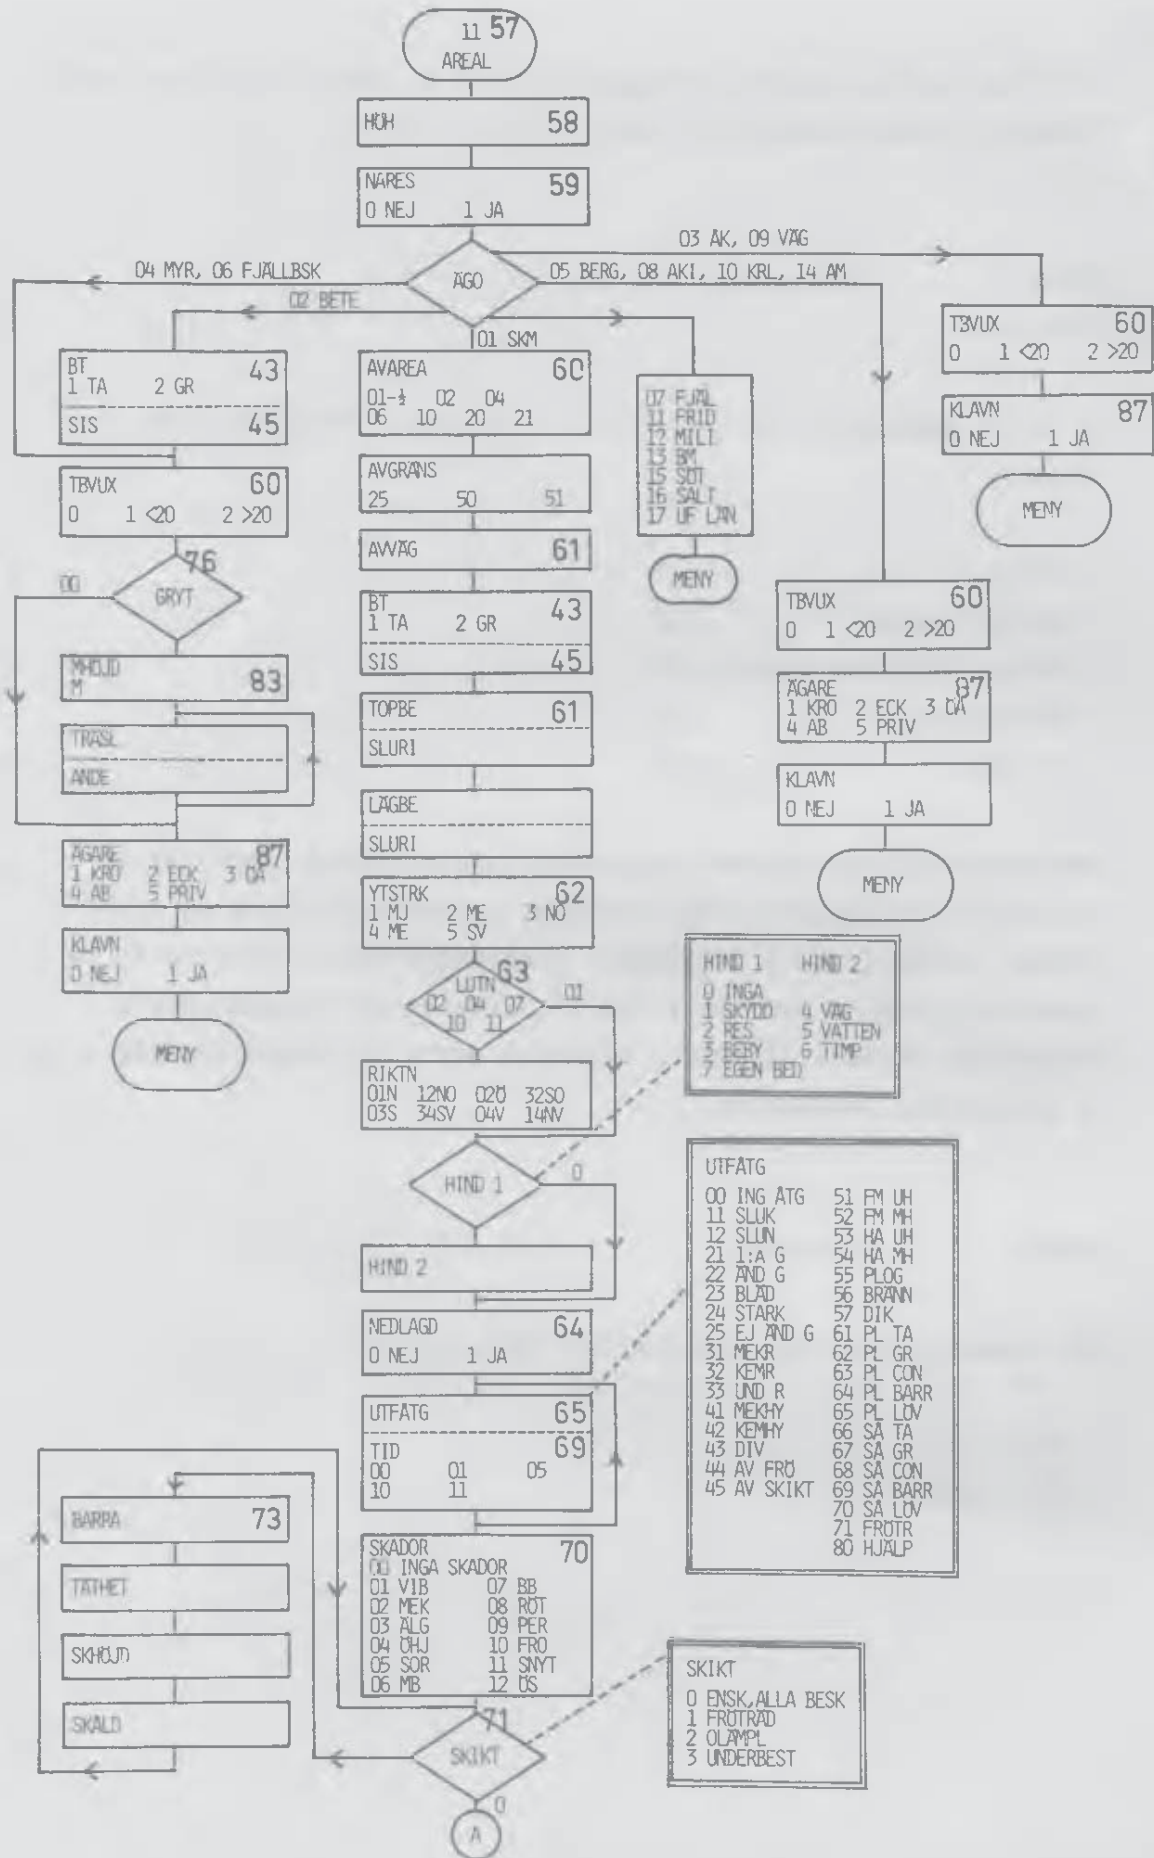 11 57
AREAL
HÖH 58
NÄRES 59
0 NEJ 1 JA
ÄGO
03 ÅK, 09 VÄG
04 MYR, 06 FJÄLLBSK
05 BERG, 08 AKI, 10 KRL, 14 AM
02 BETE
01 SKM
BT 43
1 TA 2 GR
SIS 45
TBVUX 60
0 1 <20 2 >20
76
GRYT
00
MHÖJD 83
M
TRÄSL
ANDE
ÄGARE 87
1 KRO 2 ECK 3 ÖA
4 AB 5 PRIV
KLAVN
0 NEJ 1 JA
MENY
AVAREA 60
01-½ 02 04
06 10 20 21
AVGRÄNS
25 50 51
AVVÄG 61
BT 43
1 TA 2 GR
SIS 45
TOPBE 61
SLURI
LÄGBE
SLURI
YTSTRK 62
1 MJ 2 ME 3 NO
4 ME 5 SV
63
LUTN
02 04 07
10 11
01
RIKTN
01N 12NO 02Ö 32SO
03S 34SV 04V 14NV
HIND 1
0
HIND 2
NEDLAGD 64
0 NEJ 1 JA
UTFÅTG 65
TID 69
00 01 05
10 11
SKADOR 70
00 INGA SKADOR
01 VIB 07 BB
02 MEK 08 RÖT
03 ÄLG 09 PER
04 ÖHJ 10 FRO
05 SOR 11 SNYT
06 MB 12 ÖS
71
SKIKT
0
A
BARPA 73
TÄTHET
SKHÖJD
SKÅLD
07 FJÄL
11 FRID
12 MILI
13 BM
15 SÖT
16 SALT
17 UF LÄN
MENY
TBVUX 60
0 1 <20 2 >20
KLAVN 87
0 NEJ 1 JA
MENY
TBVUX 60
0 1 <20 2 >20
ÄGARE 87
1 KRO 2 ECK 3 ÖA
4 AB 5 PRIV
KLAVN
0 NEJ 1 JA
MENY
HIND 1 HIND 2
0 INGA
1 SKYDD 4 VÄG
2 RES 5 VATTEN
3 BEBY 6 TIMP
7 EGEN BED
UTFÅTG
00 ING ÅTG 51 FM UH
11 SLUK 52 FM MH
12 SLUN 53 HA UH
21 1:A G 54 HA MH
22 ÄND G 55 PLOG
23 BLÄD 56 BRÄNN
24 STARK 57 DIK
25 EJ ÄND G 61 PL TA
31 MEKR 62 PL GR
32 KEMR 63 PL CON
33 UND R 64 PL BARR
41 MEKHY 65 PL LÖV
42 KEMHY 66 SÅ TA
43 DIV 67 SÅ GR
44 AV FRÖ 68 SÅ CON
45 AV SKIKT 69 SÅ BARR
70 SÅ LÖV
71 FRÖTR
80 HJÄLP
SKIKT
0 ENSK,ALLA BESK
1 FRÖTRÄD
2 OLÄMPL
3 UNDERBEST